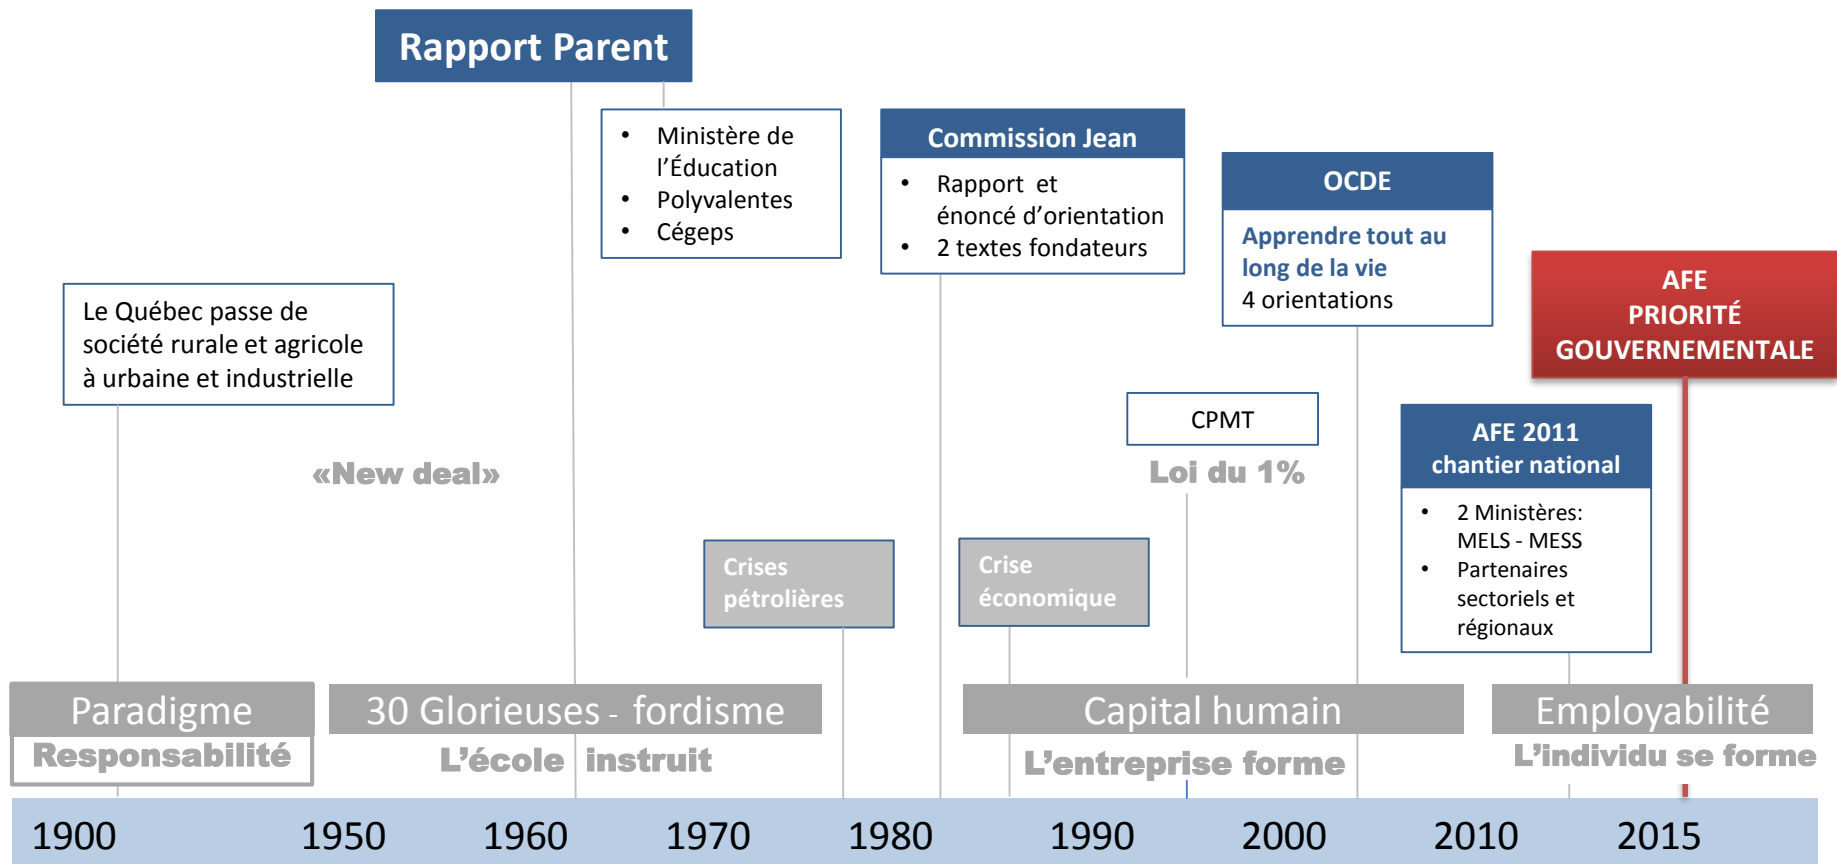 Rapport Parent
• Ministère de
l'Éducation
• Polyvalentes
• Cégeps
Commission Jean
• Rapport et
énoncé d'orientation
• 2 textes fondateurs
OCDE
Apprendre tout au
long de la vie
4 orientations
AFE
PRIORITÉ
GOUVERNEMENTALE
Le Québec passe de
société rurale et agricole
à urbaine et industrielle
«New deal»
CPMT
Loi du 1%
AFE 2011
chantier national
• 2 Ministères:
MELS - MESS
• Partenaires
sectoriels et
régionaux
Crises
pétrolières
Crise
économique
Paradigme
Responsabilité
30 Glorieuses - fordisme
L'école instruit
Capital humain
L'entreprise forme
Employabilité
L'individu se forme
1900 1950 1960 1970 1980 1990 2000 2010 2015